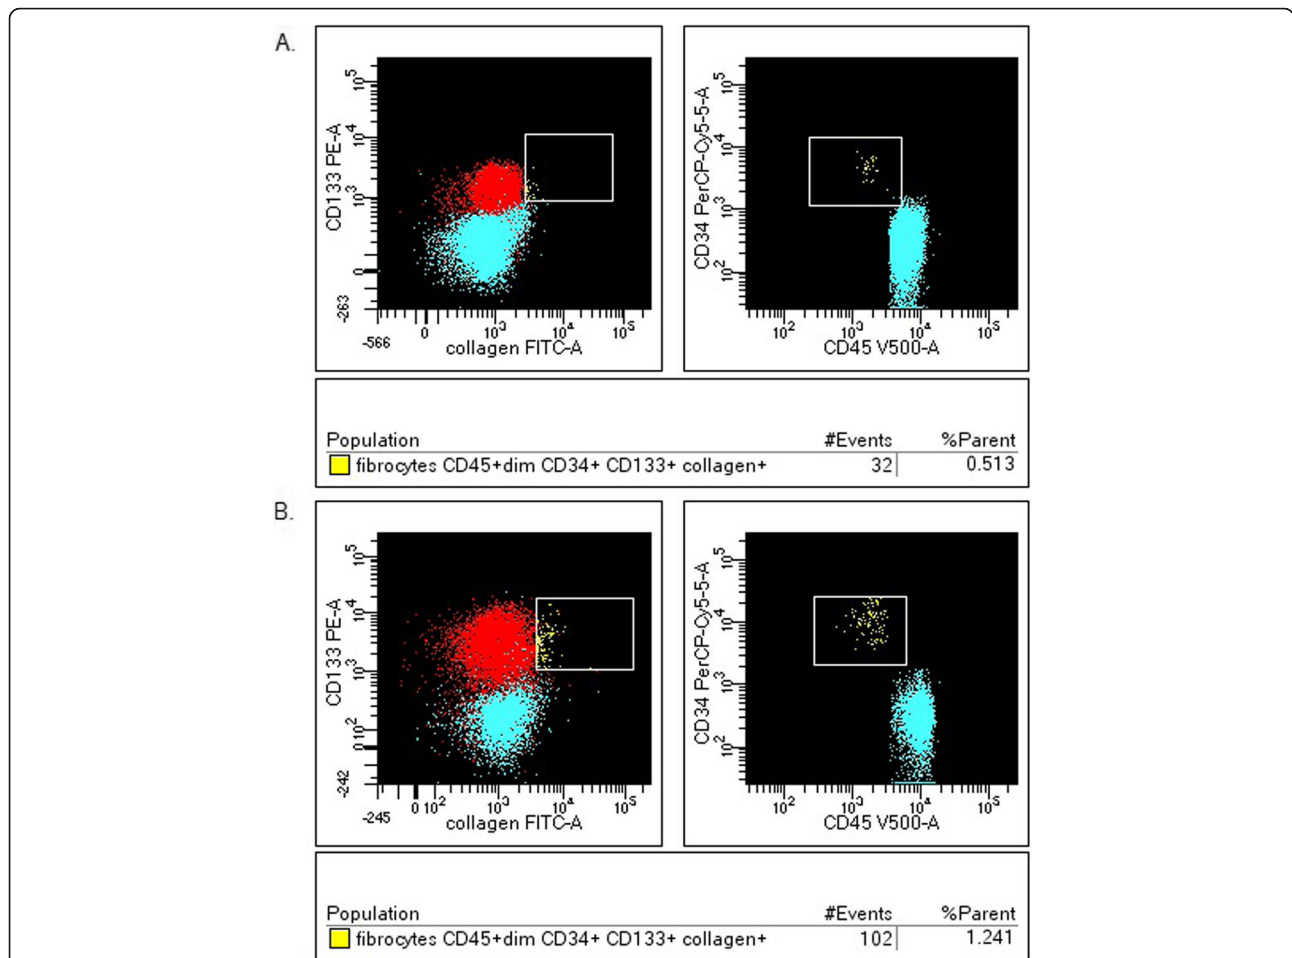 A.
CD133 PE-A
10^5
10^4
10^3
0
-263
-566
0
10^3
10^4
10^5
collagen FITC-A
CD34 PerCP-Cy5-5-A
10^5
10^4
10^3
10^2
10^2
10^3
10^4
10^5
CD45 V500-A
Population #Events %Parent
fibrocytes CD45+dim CD34+ CD133+ collagen+ 32 0.513
B.
CD133 PE-A
10^5
10^4
10^3
10^2
0
-242
-245
0 10^2
10^3
10^4
10^5
collagen FITC-A
CD34 PerCP-Cy5-5-A
10^5
10^4
10^3
10^2
10^2
10^3
10^4
10^5
CD45 V500-A
Population #Events %Parent
fibrocytes CD45+dim CD34+ CD133+ collagen+ 102 1.241